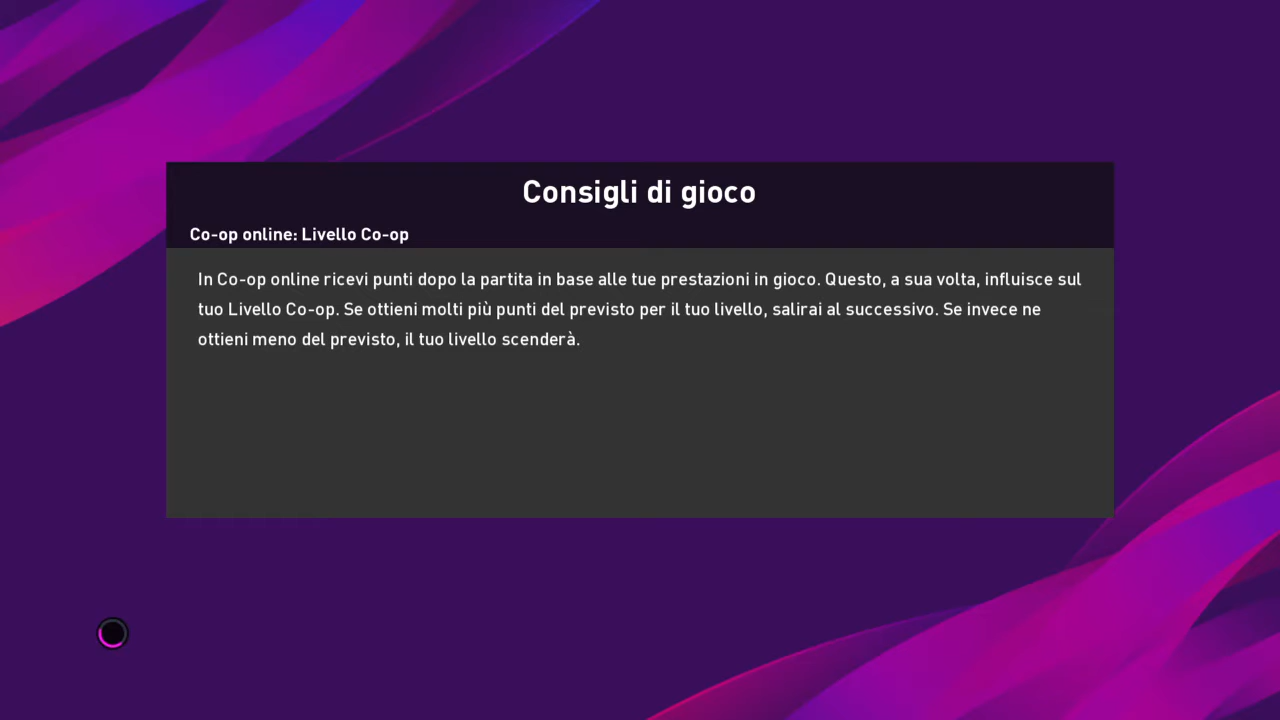 Consigli di gioco
Co-op online: Livello Co-op
In Co-op online ricevi punti dopo la partita in base alle tue prestazioni in gioco. Questo, a sua volta, influisce sul
tuo Livello Co-op. Se ottieni molti più punti del previsto per il tuo livello, salirai al successivo. Se invece ne
ottieni meno del previsto, il tuo livello scenderà.